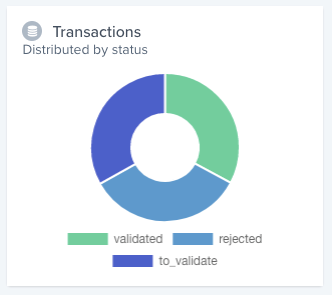 Transactions
Distributed by status
validated rejected
to_validate